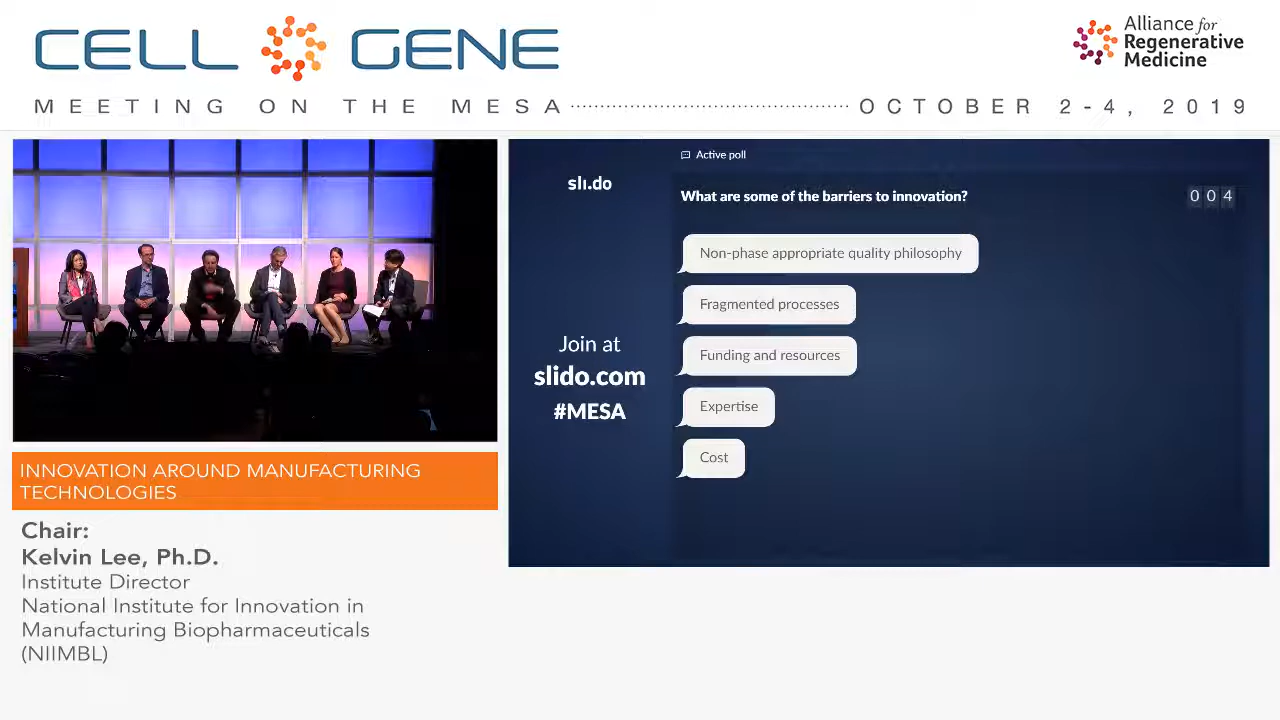 CELL GENE
Alliance for
Regenerative
Medicine
MEETING ON THE MESA
OCTOBER 2-4, 2019
sli.do
Join at
slido.com
#MESA
Active poll
What are some of the barriers to innovation?
004
Non-phase appropriate quality philosophy
Fragmented processes
Funding and resources
Expertise
Cost
INNOVATION AROUND MANUFACTURING
TECHNOLOGIES
Chair:
Kelvin Lee, Ph.D.
Institute Director
National Institute for Innovation in
Manufacturing Biopharmaceuticals
(NIIMBL)